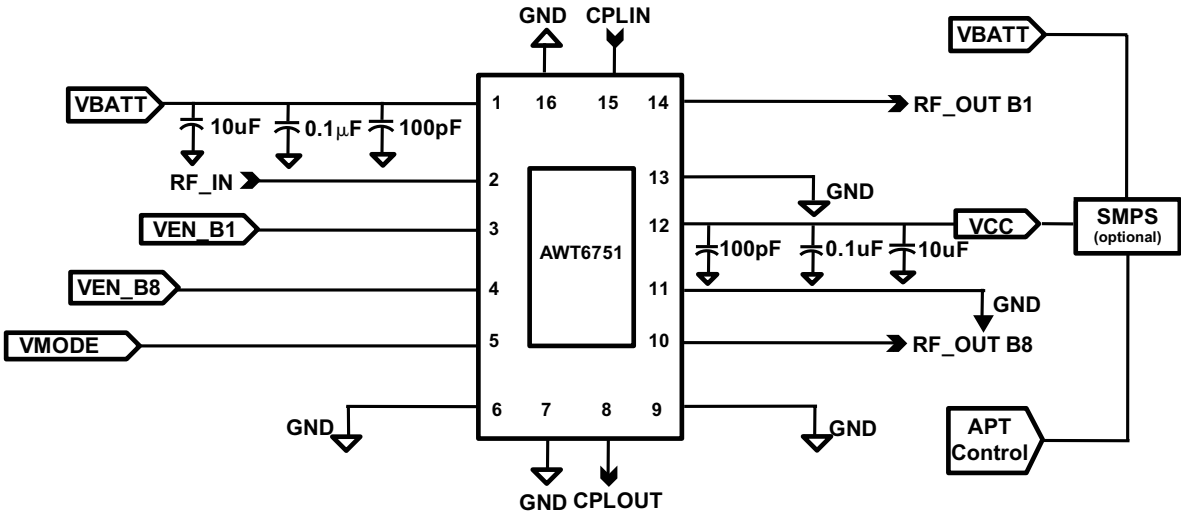 GND CPLIN
VBATT
VBATT
1 16 15 14
RF_OUT B1
10uF 0.1μF 100pF
RF_IN
2 13
GND
VEN_B1
3 12
VCC
SMPS
(optional)
AWT6751
100pF 0.1uF 10uF
VEN_B8
4 11
GND
VMODE
5 10
RF_OUT B8
6 7 8 9
GND
GND
APT
Control
GND CPLOUT